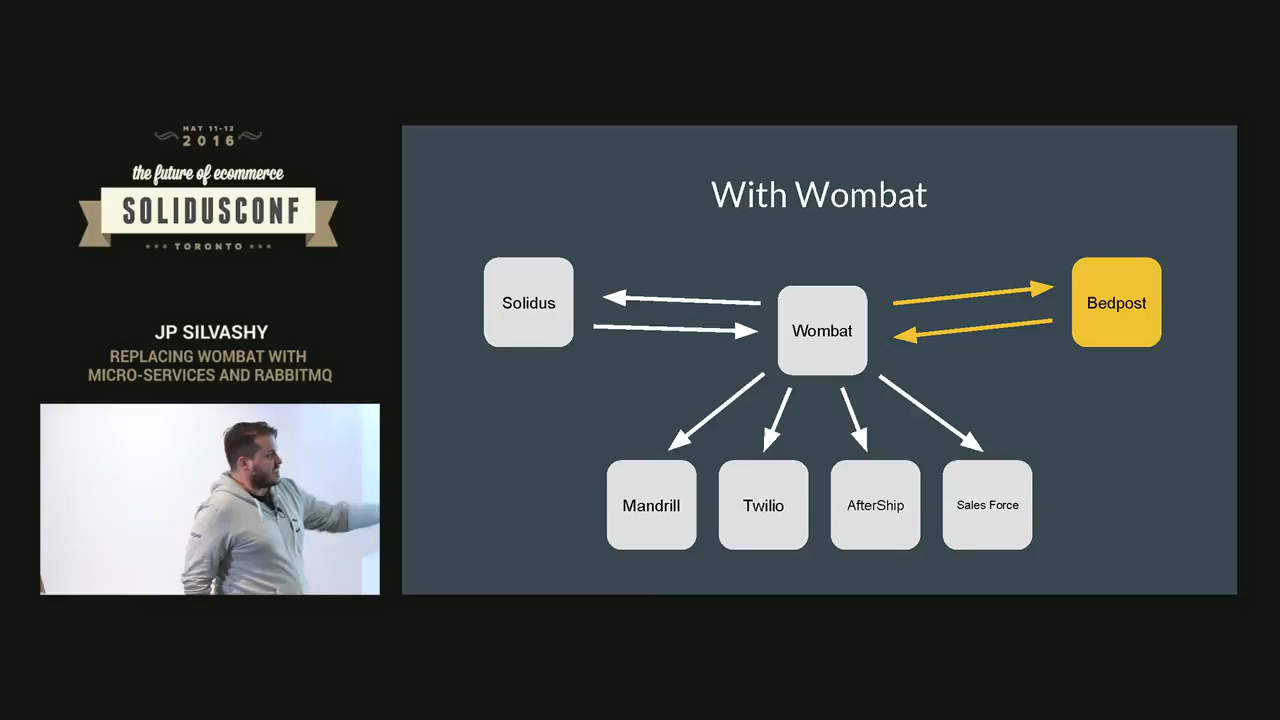 MAY 11-12
2016
the future of ecommerce
SOLIDUSCONF
TORONTO
JP SILVASHY
REPLACING WOMBAT WITH
MICRO-SERVICES AND RABBITMQ
With Wombat
Solidus
Wombat
Bedpost
Mandrill
Twilio
AfterShip
Sales Force